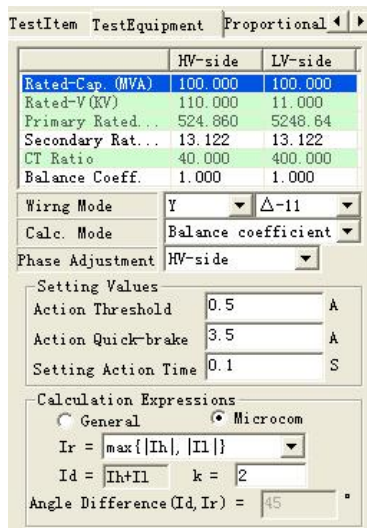 TestItem TestEquipment Proportional
HV-side LV-side
Rated-Cap. (MVA) 100.000 100.000
Rated-V(KV) 110.000 11.000
Primary Rated... 524.860 5248.64
Secondary Rat... 13.122 13.122
CT Ratio 40.000 400.000
Balance Coeff. 1.000 1.000
Wirng Mode Y △-11
Calc. Mode Balance coefficient
Phase Adjustment HV-side
Setting Values
Action Threshold 0.5 A
Action Quick-brake 3.5 A
Setting Action Time 0.1 S
Calculation Expressions
General Microcom
Ir = max{|Ih|, |Il|}
Id = Ih+Il k = 2
Angle Difference(Id,Ir) = 45 °